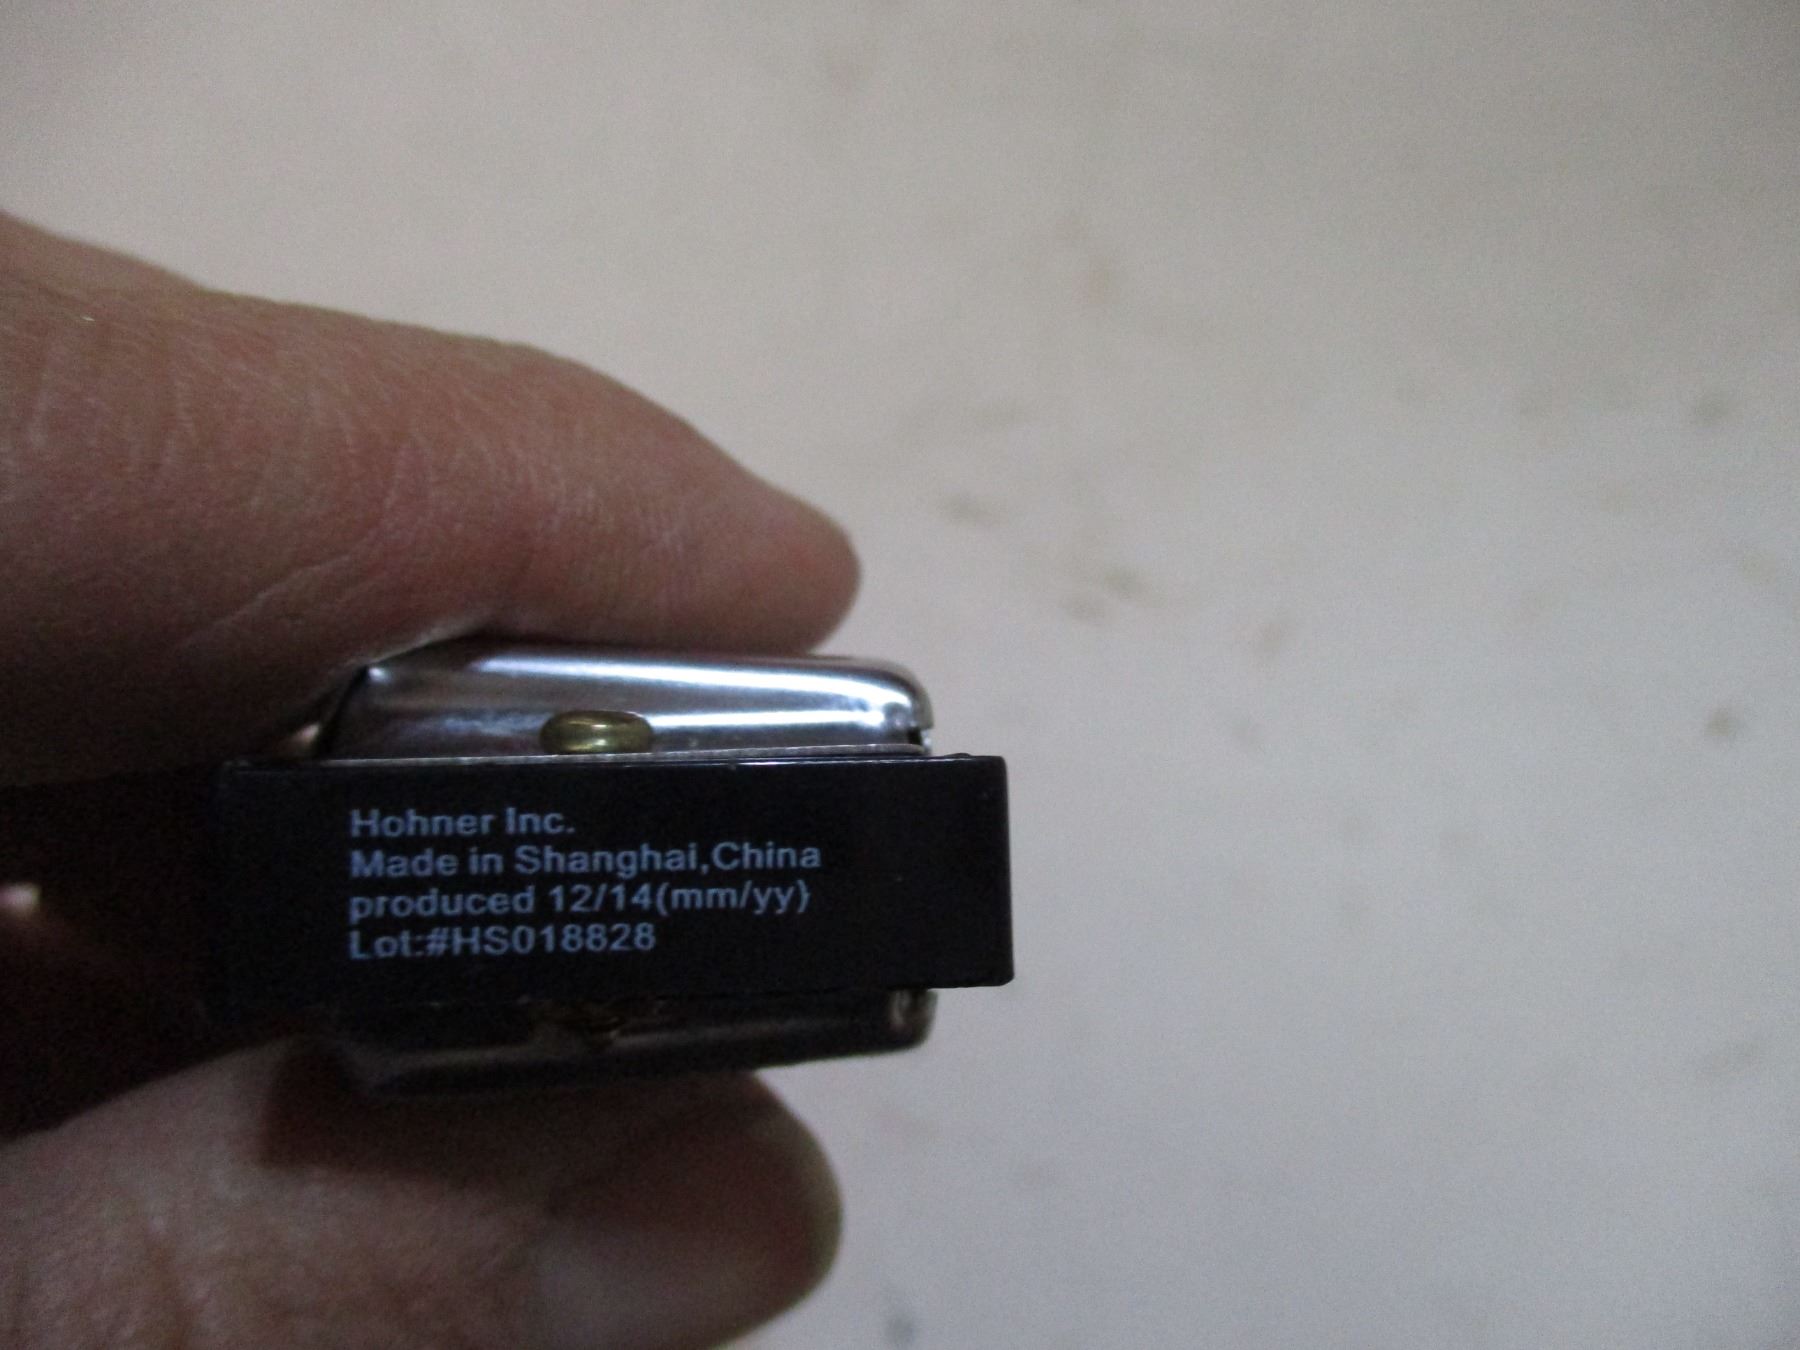 Hohner Inc.
Made in Shanghai,China
produced 12/14(mm/yy)
Lot:#HS018828